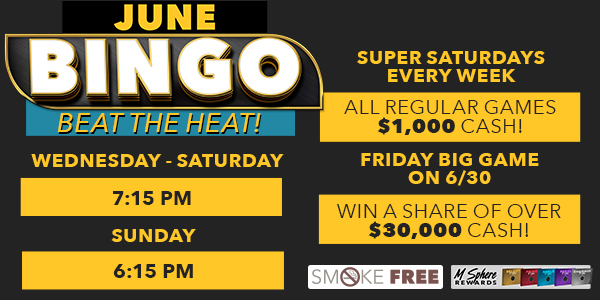 JUNE
BINGO
BEAT THE HEAT!
WEDNESDAY - SATURDAY
7:15 PM
SUNDAY
6:15 PM
SUPER SATURDAYS
EVERY WEEK
ALL REGULAR GAMES
$1,000 CASH!
FRIDAY BIG GAME
ON 6/30
WIN A SHARE OF OVER
$30,000 CASH!
SMOKE FREE
M Sphere
REWARDS